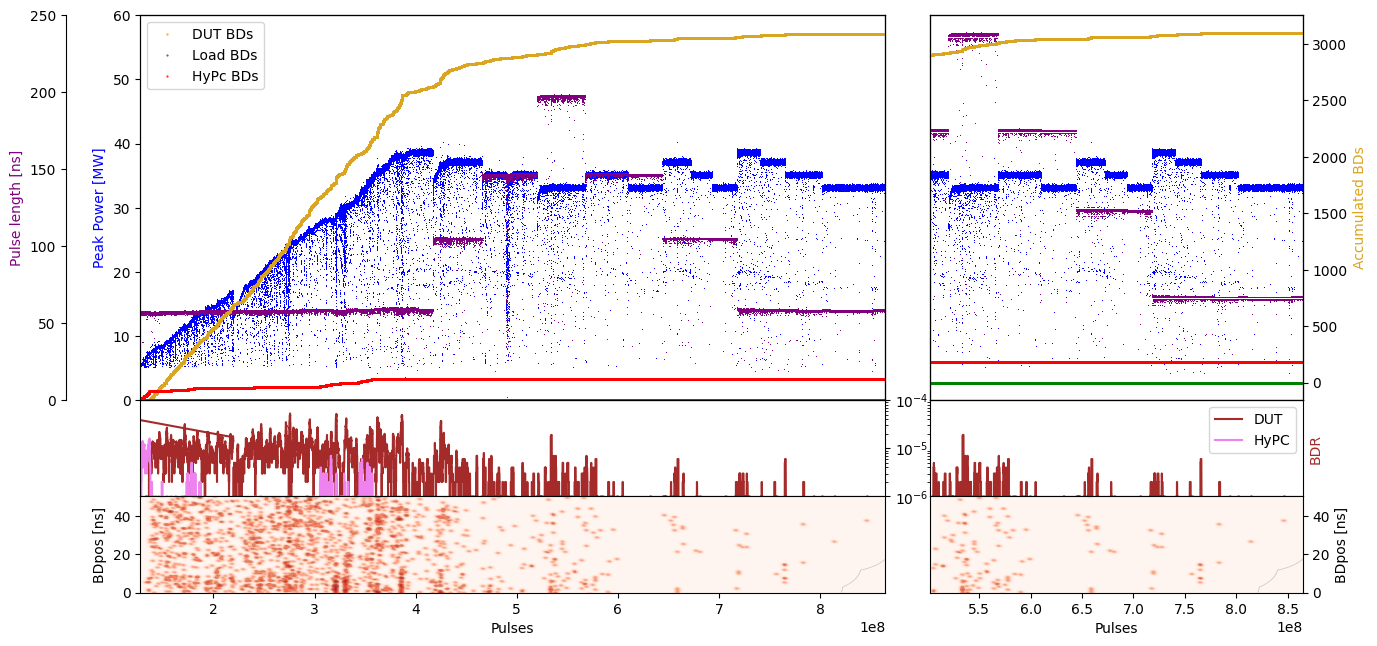 250
200
150
100
50
0
Pulse length [ns]
60
50
40
30
20
10
0
Peak Power [MW]
DUT BDs
Load BDs
HyPc BDs
3000
2500
2000
1500
1000
500
0
Accumulated BDs
10⁻⁴
10⁻⁵
10⁻⁶
DUT
HyPC
BDR
40
20
0
BDpos [ns]
40
20
0
BDpos [ns]
2 3 4 5 6 7 8
Pulses
1e8
5.5 6.0 6.5 7.0 7.5 8.0 8.5
Pulses
1e8